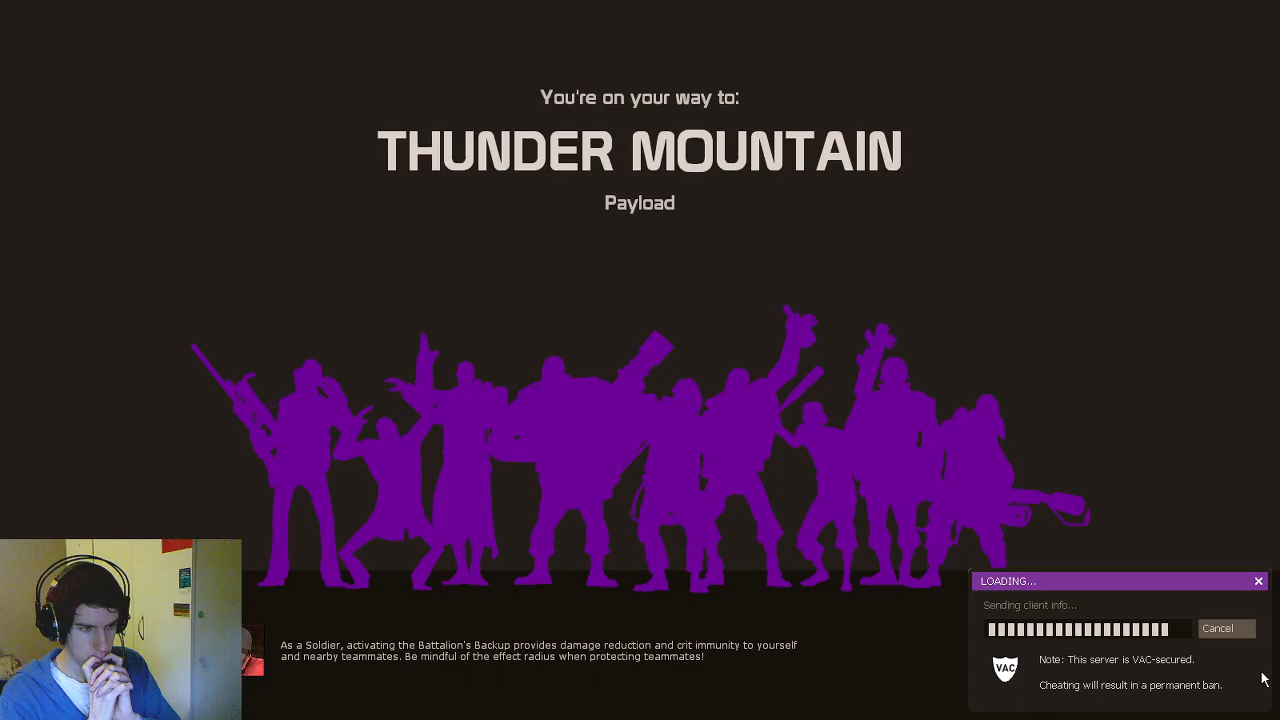 You're on your way to:
THUNDER MOUNTAIN
Payload
LOADING...
Sending client info...
Cancel
As a Soldier, activating the Battalion's Backup provides damage reduction and crit immunity to yourself
and nearby teammates. Be mindful of the effect radius when protecting teammates!
VAC
Note: This server is VAC-secured.
Cheating will result in a permanent ban.